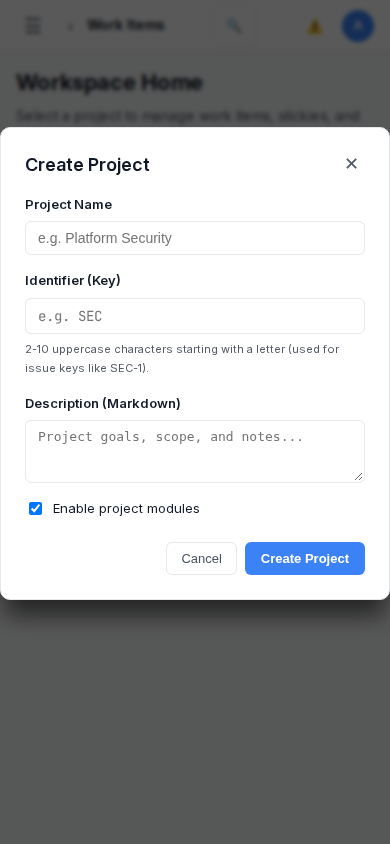 Work Items
Workspace Home
Select a project to manage work items, stickies, and
Create Project
Project Name
e.g. Platform Security
Identifier (Key)
e.g. SEC
2-10 uppercase characters starting with a letter (used for
issue keys like SEC-1).
Description (Markdown)
Project goals, scope, and notes...
Enable project modules
Cancel
Create Project